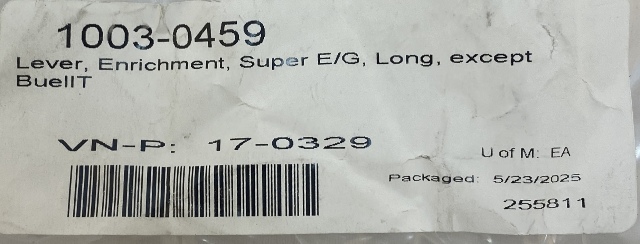 1003-0459
Lever, Enrichment, Super E/G, Long, except
BuellT
VN-P: 17-0329
U of M: EA
Packaged: 5/23/2025
255811